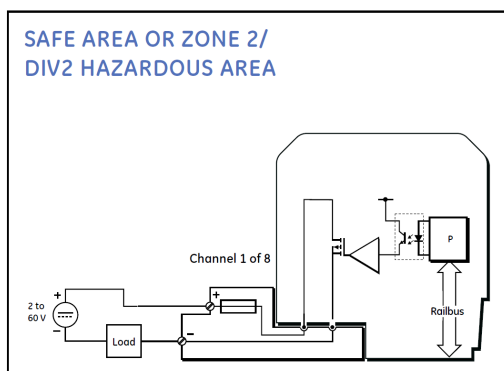 SAFE AREA OR ZONE 2/
DIV2 HAZARDOUS AREA
P
Channel 1 of 8
+
+
2 to
60 V
Railbus
–
–
Load